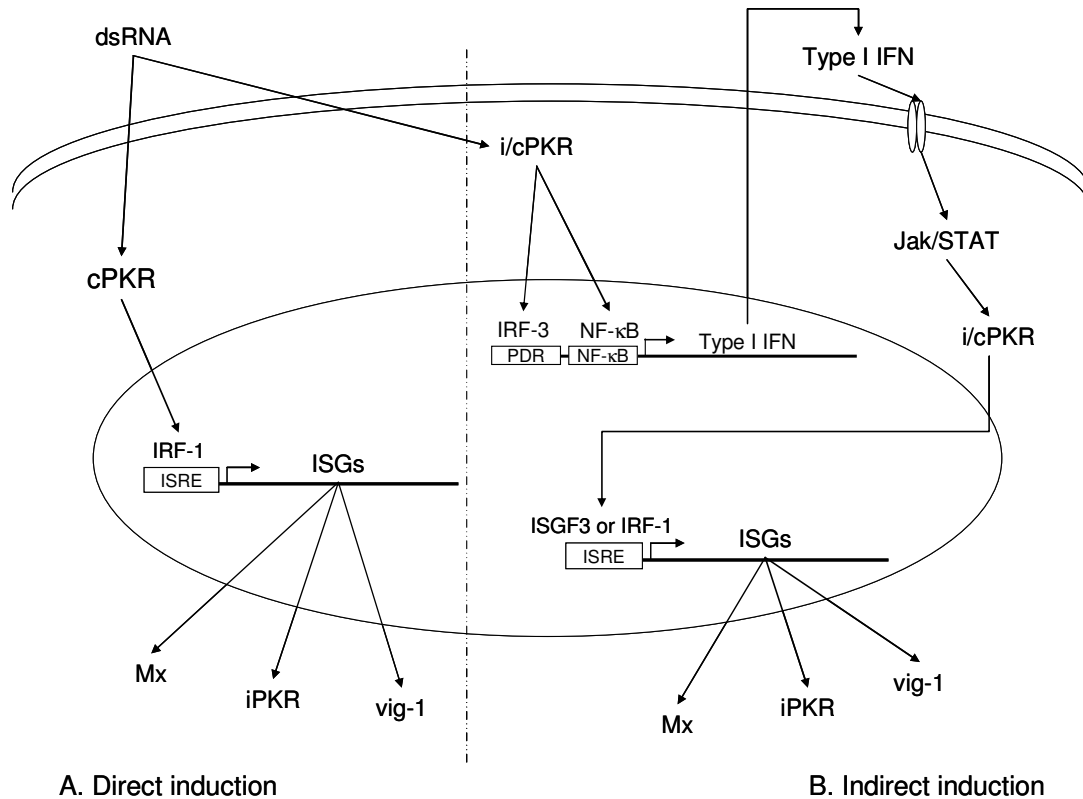 dsRNA
Type I IFN
i/cPKR
Jak/STAT
cPKR
IRF-3 NF-κB
PDR NF-κB Type I IFN
i/cPKR
IRF-1
ISRE ISGs
ISGF3 or IRF-1
ISRE ISGs
Mx
iPKR
vig-1
Mx
iPKR
vig-1
A. Direct induction
B. Indirect induction